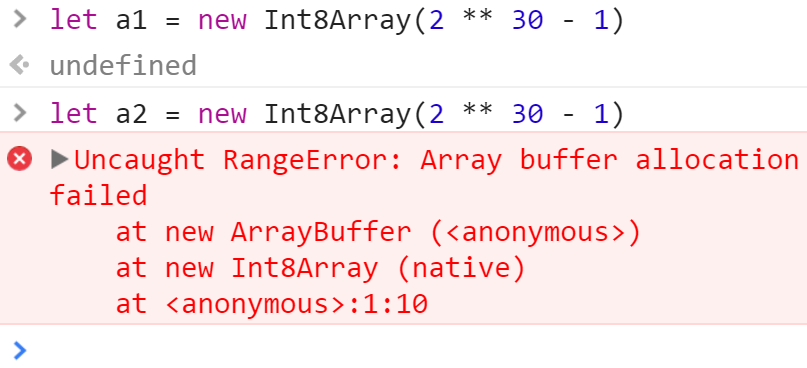 > let a1 = new Int8Array(2 ** 30 - 1)
undefined
> let a2 = new Int8Array(2 ** 30 - 1)
▶Uncaught RangeError: Array buffer allocation
failed
at new ArrayBuffer (<anonymous>)
at new Int8Array (native)
at <anonymous>:1:10
>